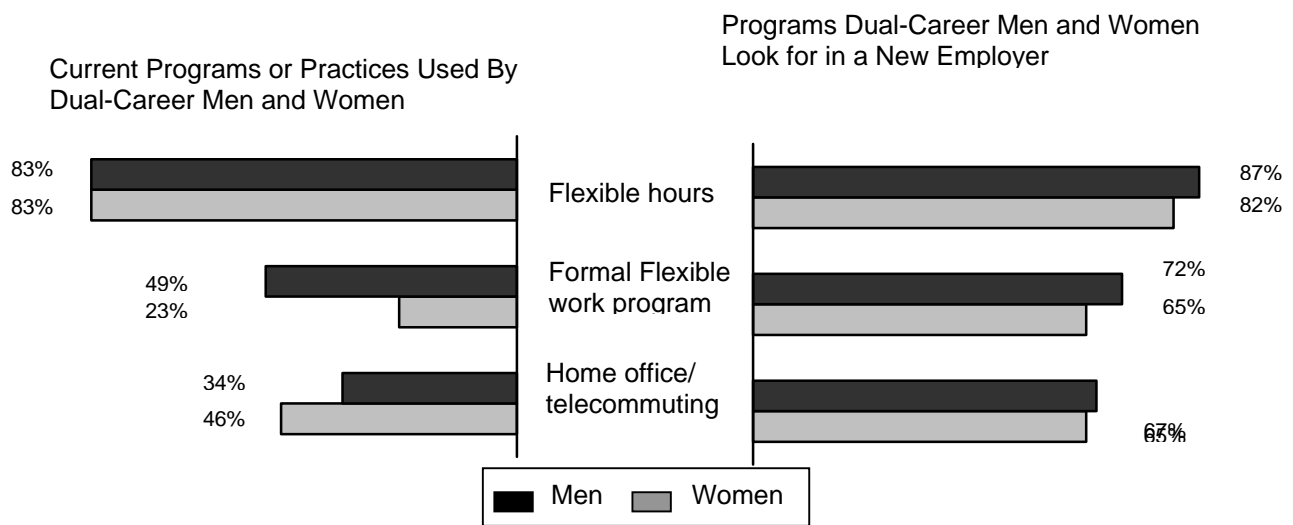 Programs Dual-Career Men and Women
Look for in a New Employer
Current Programs or Practices Used By
Dual-Career Men and Women
83%
83%
Flexible hours
87%
82%
49%
23%
Formal Flexible
work program
72%
65%
34%
46%
Home office/
telecommuting
67%
65%
Men
Women